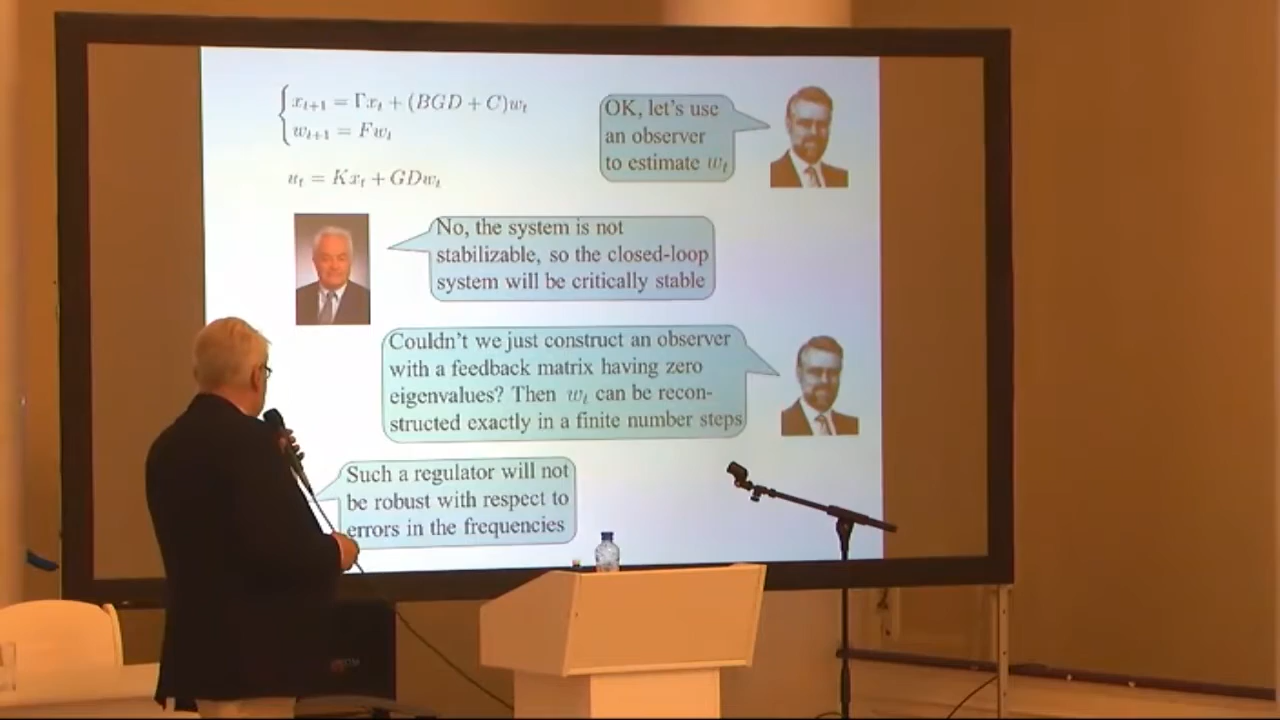 x_{t+1} = Γx_t + (BGD + C)w_t
w_{t+1} = Fw_t
u_t = Kx_t + GDw_t
OK, let's use
an observer
to estimate w_t
No, the system is not
stabilizable, so the closed-loop
system will be critically stable
Couldn't we just construct an observer
with a feedback matrix having zero
eigenvalues? Then w_t can be recon-
structed exactly in a finite number steps
Such a regulator will not
be robust with respect to
errors in the frequencies